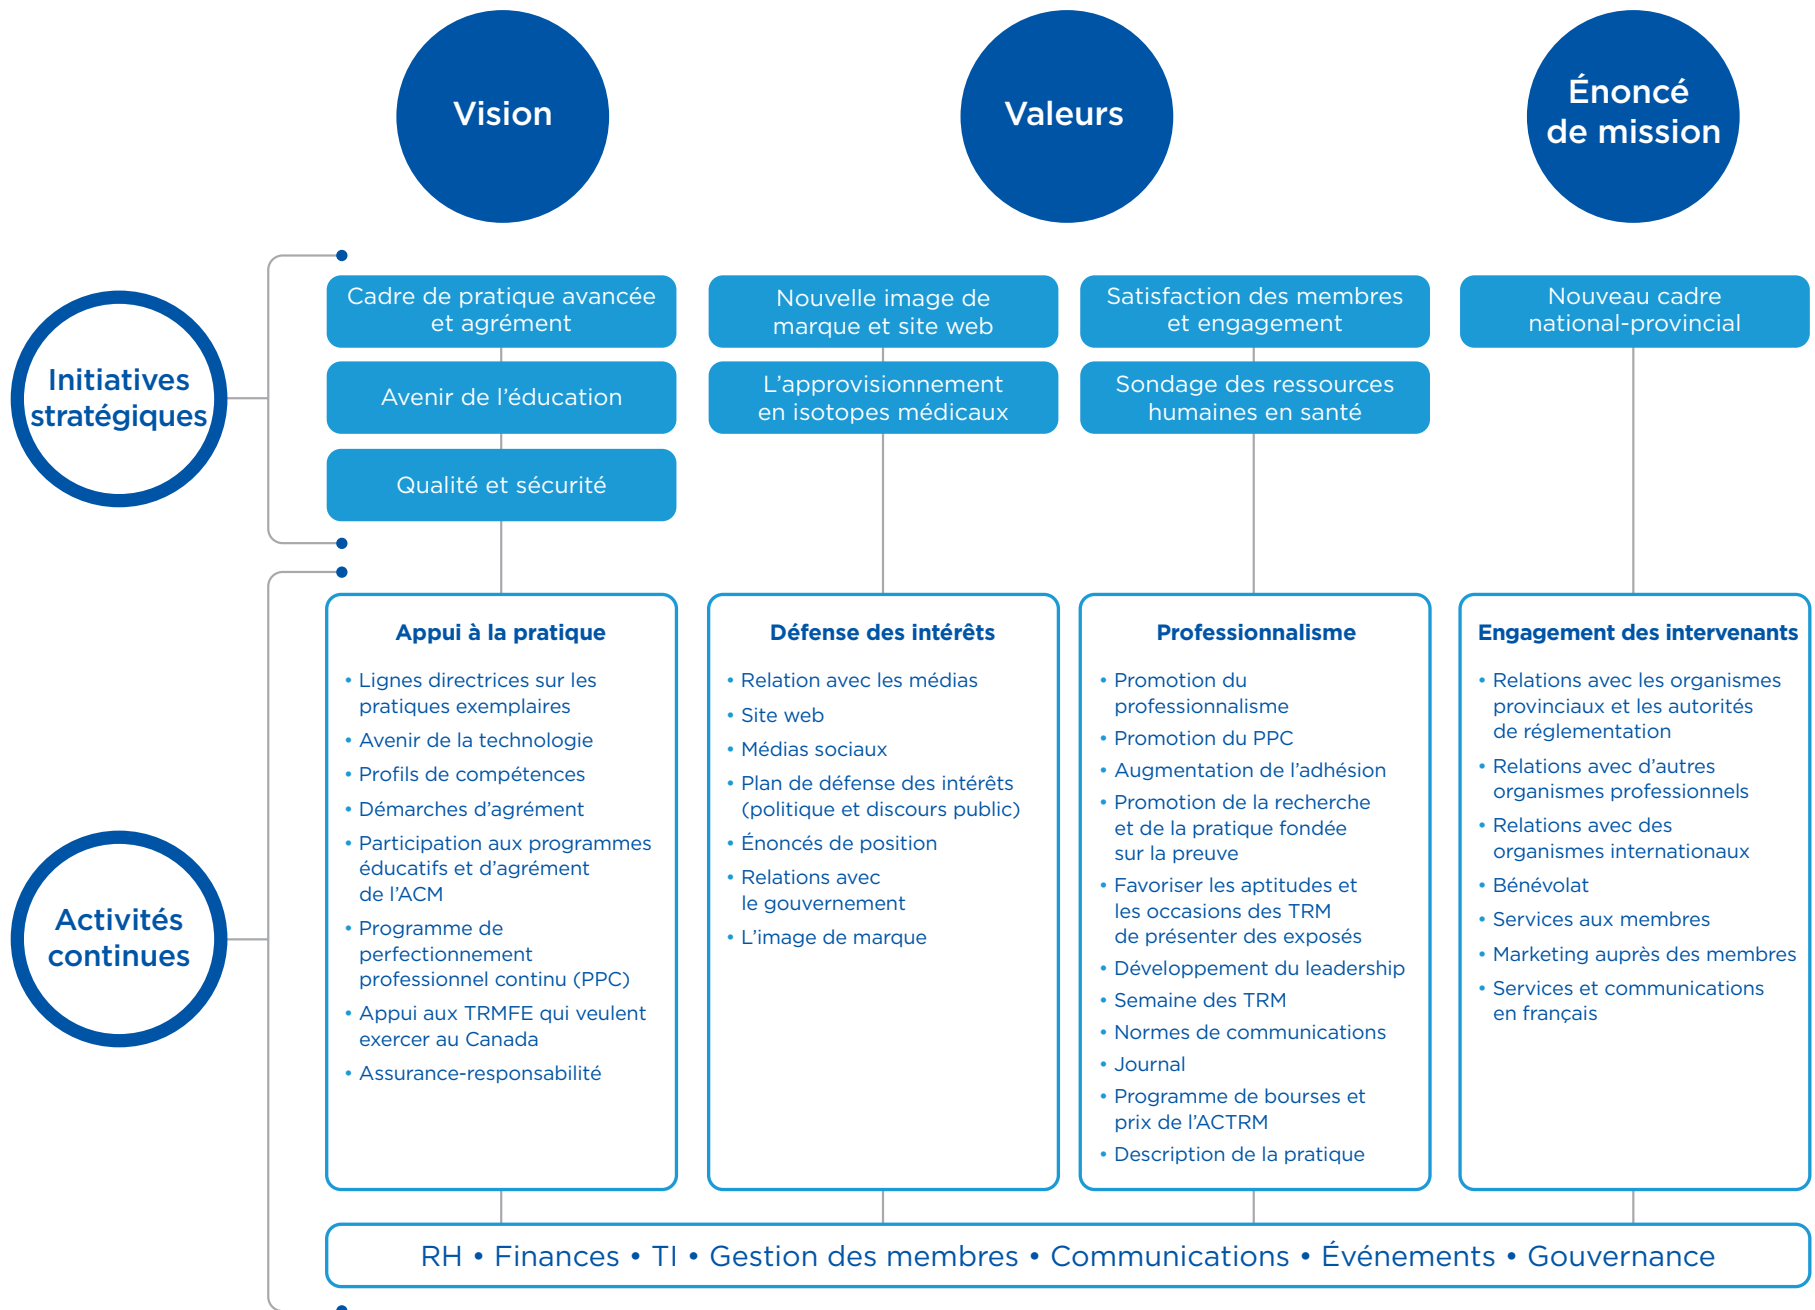 Vision
Valeurs
Énoncé
de mission
Initiatives
stratégiques
Cadre de pratique avancée
et agrément
Avenir de l'éducation
Qualité et sécurité
Nouvelle image de
marque et site web
L'approvisionnement
en isotopes médicaux
Satisfaction des membres
et engagement
Sondage des ressources
humaines en santé
Nouveau cadre
national-provincial
Activités
continues
Appui à la pratique
• Lignes directrices sur les
pratiques exemplaires
• Avenir de la technologie
• Profils de compétences
• Démarches d'agrément
• Participation aux programmes
éducatifs et d'agrément
de l'ACM
• Programme de
perfectionnement
professionnel continu (PPC)
• Appui aux TRMFE qui veulent
exercer au Canada
• Assurance-responsabilité
Défense des intérêts
• Relation avec les médias
• Site web
• Médias sociaux
• Plan de défense des intérêts
(politique et discours public)
• Énoncés de position
• Relations avec
le gouvernement
• L'image de marque
Professionnalisme
• Promotion du
professionnalisme
• Promotion du PPC
• Augmentation de l'adhésion
• Promotion de la recherche
et de la pratique fondée
sur la preuve
• Favoriser les aptitudes et
les occasions des TRM
de présenter des exposés
• Développement du leadership
• Semaine des TRM
• Normes de communications
• Journal
• Programme de bourses et
prix de l'ACTRM
• Description de la pratique
Engagement des intervenants
• Relations avec les organismes
provinciaux et les autorités
de réglementation
• Relations avec d'autres
organismes professionnels
• Relations avec des
organismes internationaux
• Bénévolat
• Services aux membres
• Marketing auprès des membres
• Services et communications
en français
RH • Finances • TI • Gestion des membres • Communications • Événements • Gouvernance